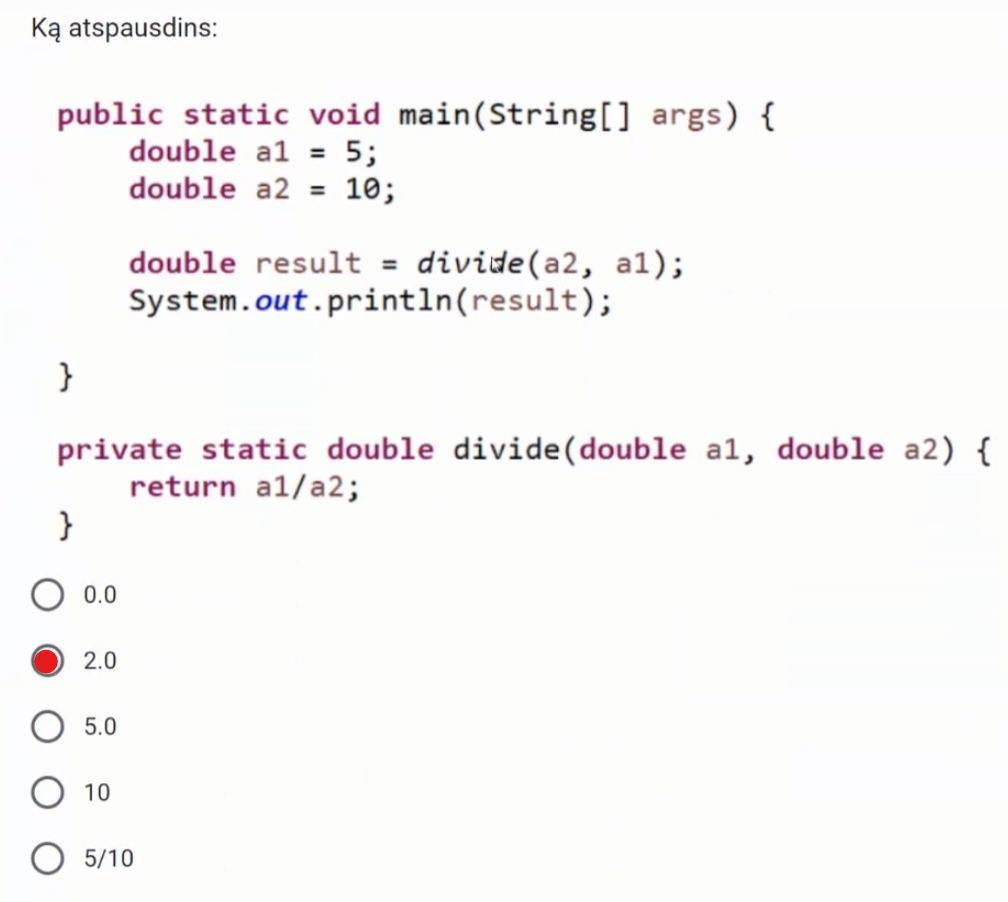 Ką atspausdins:
public static void main(String[] args) {
double a1 = 5;
double a2 = 10;
double result = divide(a2, a1);
System.out.println(result);
}
private static double divide(double a1, double a2) {
return a1/a2;
}
0.0
2.0
5.0
10
5/10